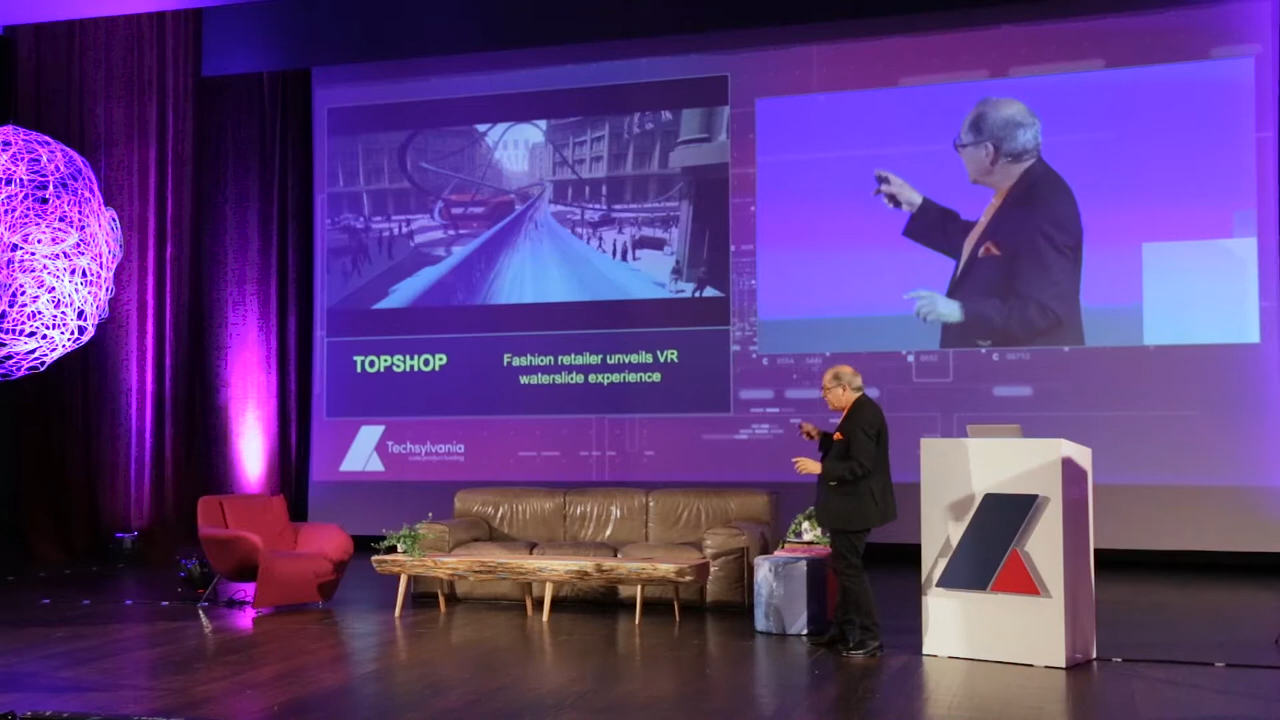 TOPSHOP
Fashion retailer unveils VR
waterslide experience
Techsylvania